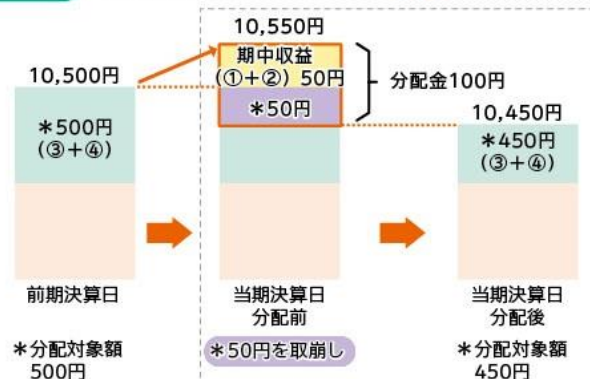 10,550円
期中収益
(①+②) 50円
＊50円
分配金100円
10,500円
＊500円
(③+④)
10,450円
＊450円
(③+④)
前期決算日
当期決算日
分配前
当期決算日
分配後
＊分配対象額
500円
＊50円を取崩し
＊分配対象額
450円